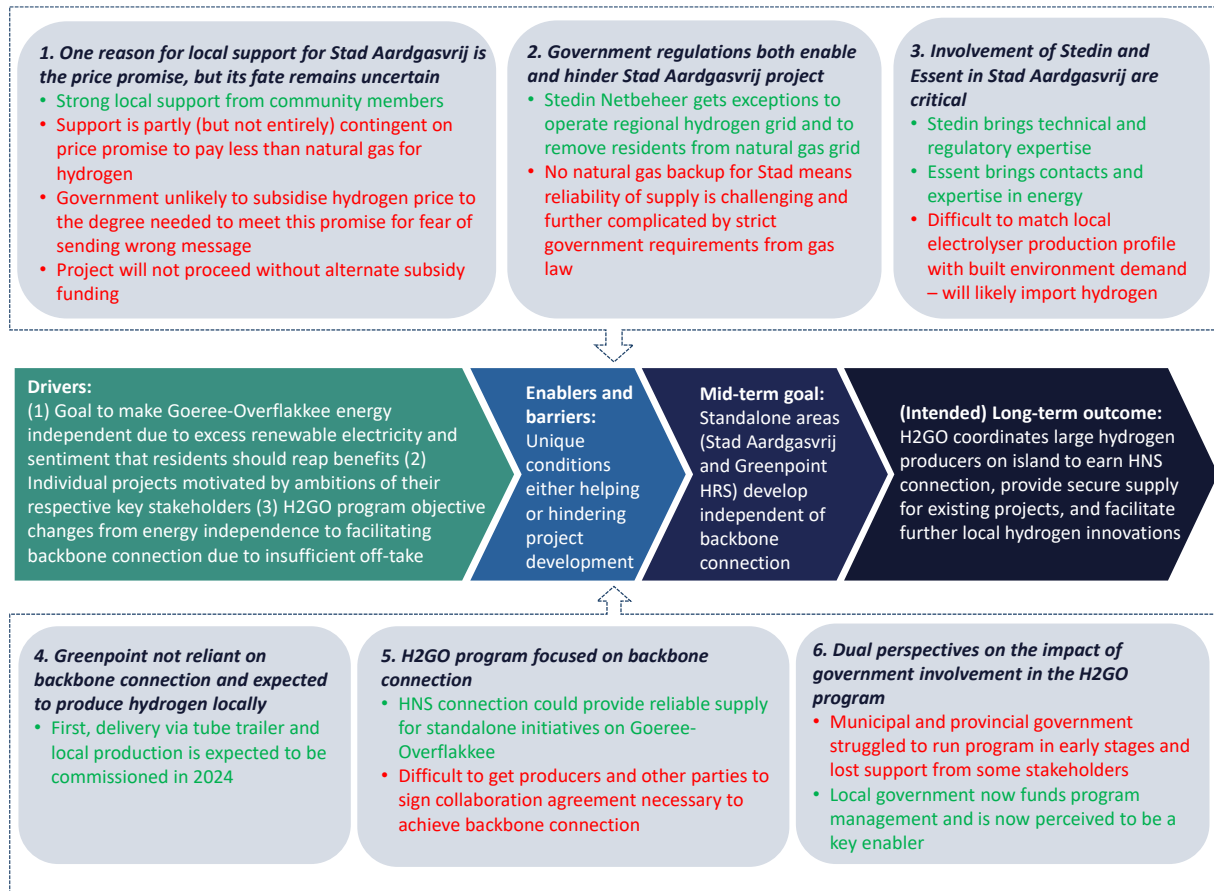 1. One reason for local support for Stad Aardgasvrij is
the price promise, but its fate remains uncertain
• Strong local support from community members
• Support is partly (but not entirely) contingent on
price promise to pay less than natural gas for
hydrogen
• Government unlikely to subsidise hydrogen price to
the degree needed to meet this promise for fear of
sending wrong message
• Project will not proceed without alternate subsidy
funding
2. Government regulations both enable
and hinder Stad Aardgasvrij project
• Stedin Netbeheer gets exceptions to
operate regional hydrogen grid and to
remove residents from natural gas grid
• No natural gas backup for Stad means
reliability of supply is challenging and
further complicated by strict
government requirements from gas
law
3. Involvement of Stedin and
Essent in Stad Aardgasvrij are
critical
• Stedin brings technical and
regulatory expertise
• Essent brings contacts and
expertise in energy
• Difficult to match local
electrolyser production profile
with built environment demand
– will likely import hydrogen
Drivers:
(1) Goal to make Goeree-Overflakkee energy
independent due to excess renewable electricity and
sentiment that residents should reap benefits (2)
Individual projects motivated by ambitions of their
respective key stakeholders (3) H2GO program objective
changes from energy independence to facilitating
backbone connection due to insufficient off-take
Enablers and
barriers:
Unique
conditions
either helping
or hindering
project
development
Mid-term goal:
Standalone areas
(Stad Aardgasvrij
and Greenpoint
HRS) develop
independent of
backbone
connection
(Intended) Long-term outcome:
H2GO coordinates large hydrogen
producers on island to earn HNS
connection, provide secure supply
for existing projects, and facilitate
further local hydrogen innovations
4. Greenpoint not reliant on
backbone connection and expected
to produce hydrogen locally
• First, delivery via tube trailer and
local production is expected to be
commissioned in 2024
5. H2GO program focused on backbone
connection
• HNS connection could provide reliable supply
for standalone initiatives on Goeree-
Overflakkee
• Difficult to get producers and other parties to
sign collaboration agreement necessary to
achieve backbone connection
6. Dual perspectives on the impact of
government involvement in the H2GO
program
• Municipal and provincial government
struggled to run program in early stages and
lost support from some stakeholders
• Local government now funds program
management and is now perceived to be a
key enabler